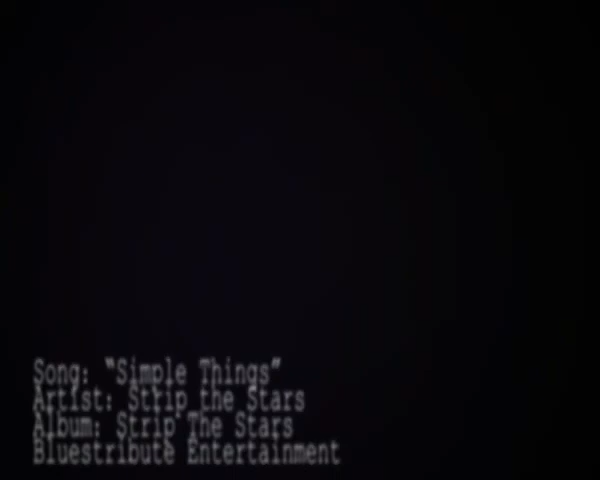 Song: “Simple Things”
Artist: Strip the Stars
Album: Strip The Stars
Bluestribute Entertainment